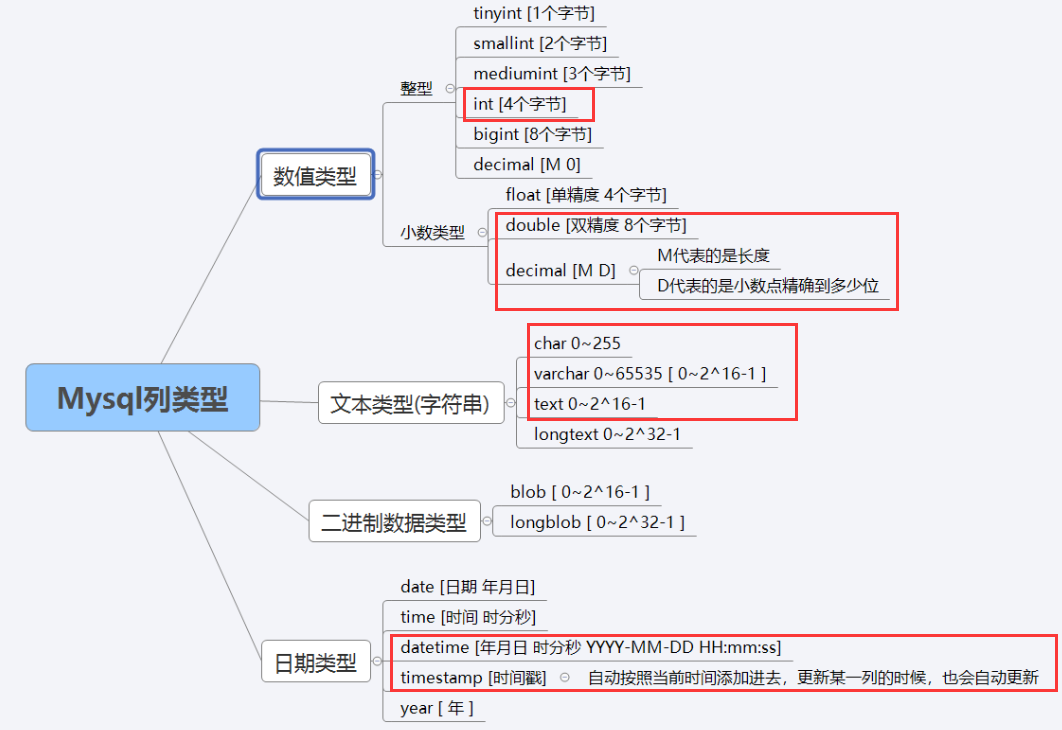 Mysql列类型
数值类型
整型
tinyint [1个字节]
smallint [2个字节]
mediumint [3个字节]
int [4个字节]
bigint [8个字节]
decimal [M 0]
小数类型
float [单精度 4个字节]
double [双精度 8个字节]
decimal [M D]
M代表的是长度
D代表的是小数点精确到多少位
文本类型(字符串)
char 0~255
varchar 0~65535 [ 0~2^16-1 ]
text 0~2^16-1
longtext 0~2^32-1
二进制数据类型
blob [ 0~2^16-1 ]
longblob [ 0~2^32-1 ]
日期类型
date [日期 年月日]
time [时间 时分秒]
datetime [年月日 时分秒 YYYY-MM-DD HH:mm:ss]
timestamp [时间戳]
自动按照当前时间添加进去，更新某一列的时候，也会自动更新
year [ 年 ]